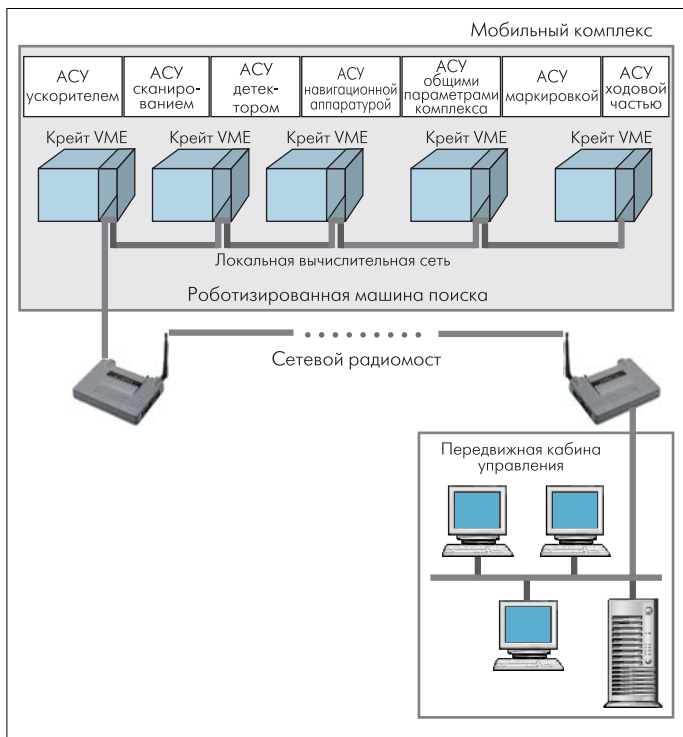 Мобильный комплекс
АСУ
ускорителем
АСУ
сканиро-
ванием
АСУ
детек-
тором
АСУ
навигационной
аппаратурой
АСУ
общими
параметрами
комплекса
АСУ
маркировкой
АСУ
ходовой
частью
Крейт VME
Крейт VME
Крейт VME
Крейт VME
Крейт VME
Локальная вычислительная сеть
Роботизированная машина поиска
Сетевой радиомост
Передвижная кабина
управления